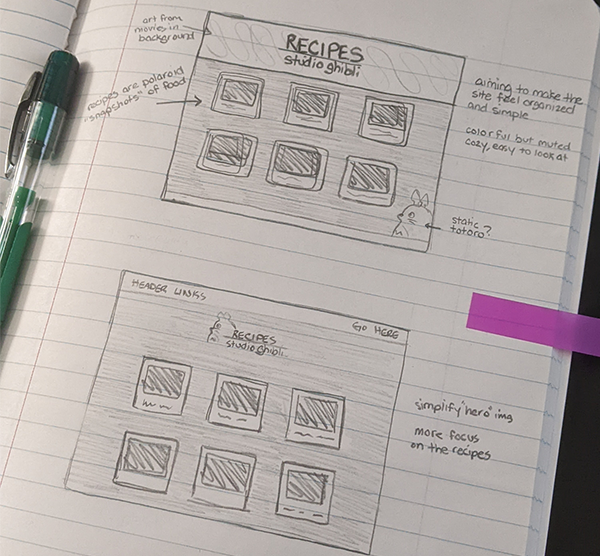 art from
movies in
background
RECIPES
studio ghibli
recipes are polaroid
"snapshots" of food
aiming to make the
site feel organized
and simple
colorful but muted
cozy, easy to look at
static
totoro?
HEADER LINKS
GO HERE
RECIPES
studio ghibli
simplify "hero" img
more focus
on the recipes